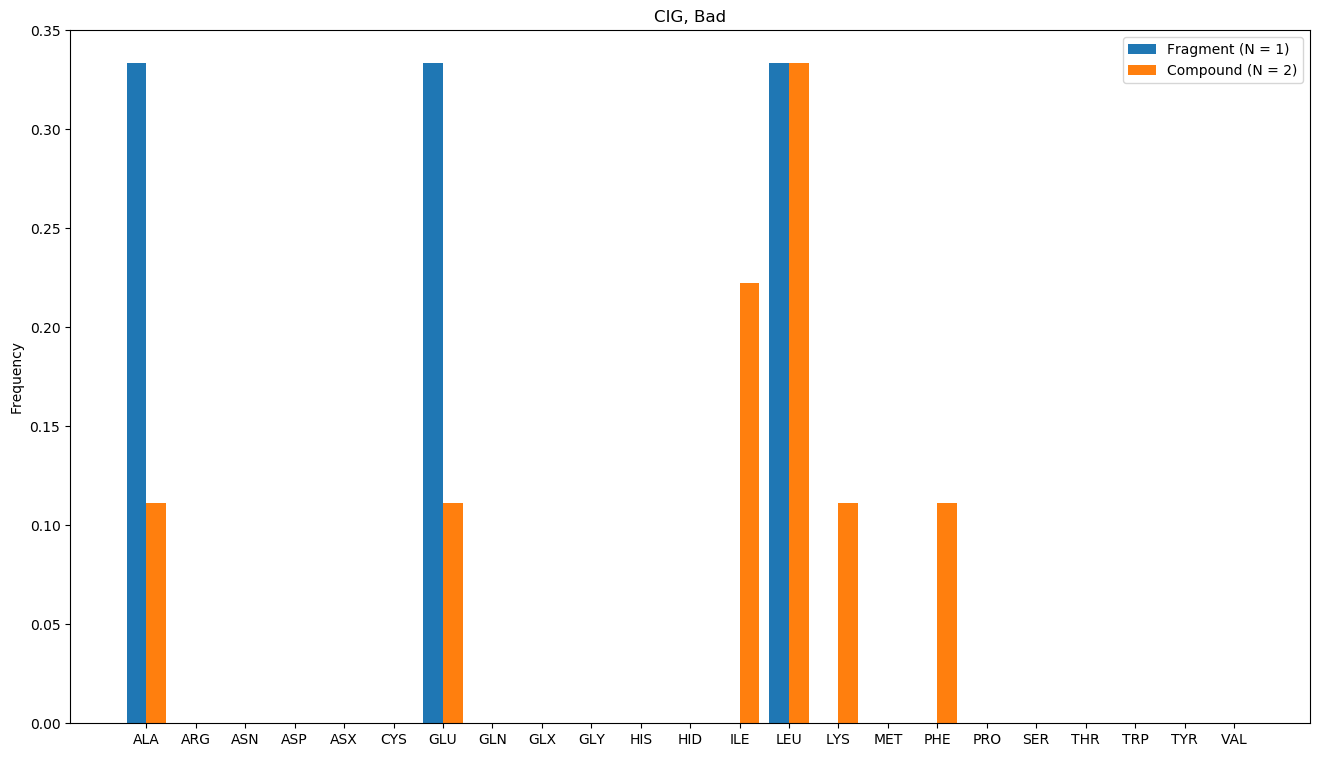 CIG, Bad
Fragment (N = 1)
Compound (N = 2)
Frequency
0.35
0.30
0.25
0.20
0.15
0.10
0.05
0.00
ALA ARG ASN ASP ASX CYS GLU GLN GLX GLY HIS HID ILE LEU LYS MET PHE PRO SER THR TRP TYR VAL